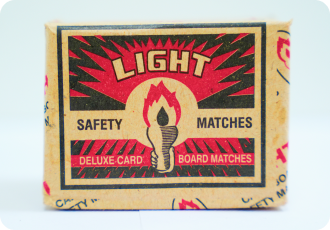 LIGHT
SAFETY MATCHES
DELUXE CARD BOARD MATCHES